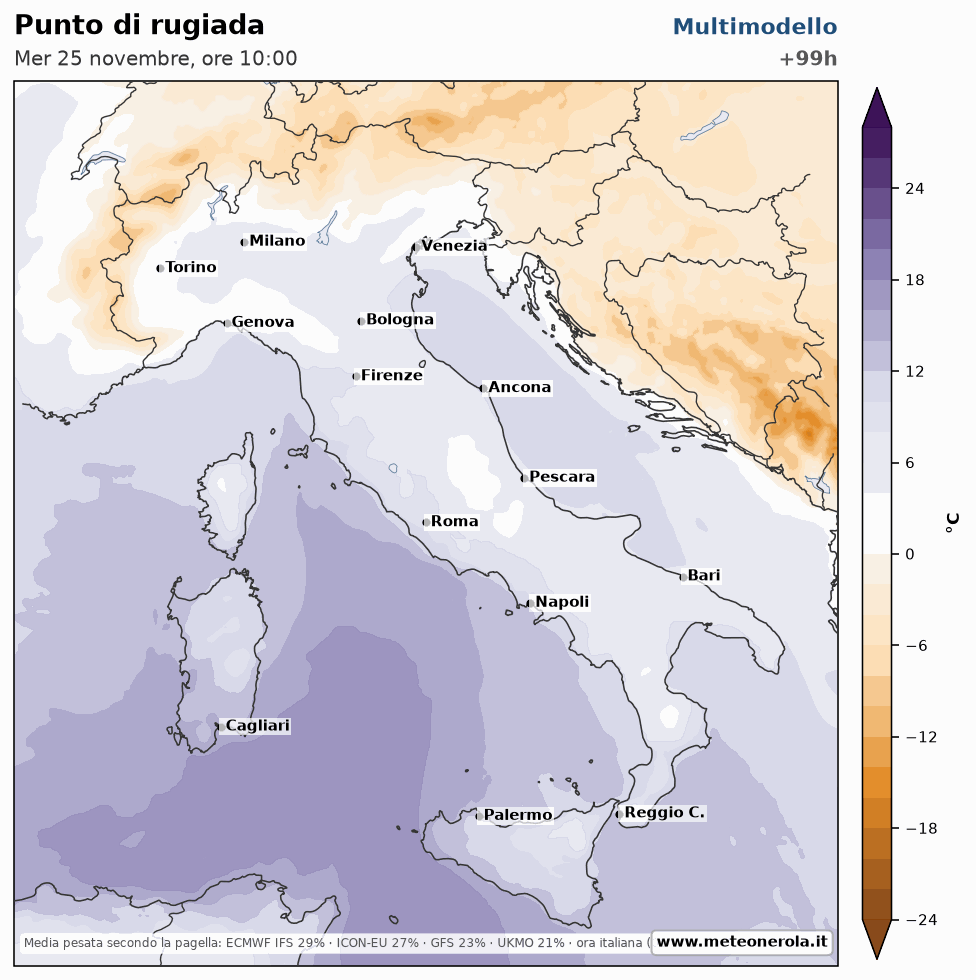 Punto di rugiada
Multimodello
Mer 25 novembre, ore 10:00
+99h
Milano
Venezia
Torino
Genova
Bologna
Firenze
Ancona
Pescara
Roma
Bari
Napoli
Cagliari
Palermo
Reggio C.
24
18
12
6
0
−6
−12
−18
−24
°C
Media pesata secondo la pagella: ECMWF IFS 29% · ICON-EU 27% · GFS 23% · UKMO 21% · ora italiana (
www.meteonerola.it